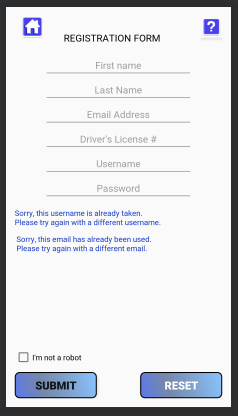 ?
REGISTRATION FORM
First name
Last Name
Email Address
Driver's License #
Username
Password
Sorry, this username is already taken.
Please try again with a different username.
Sorry, this email has already been used.
Please try again with a different email.
I'm not a robot
SUBMIT
RESET